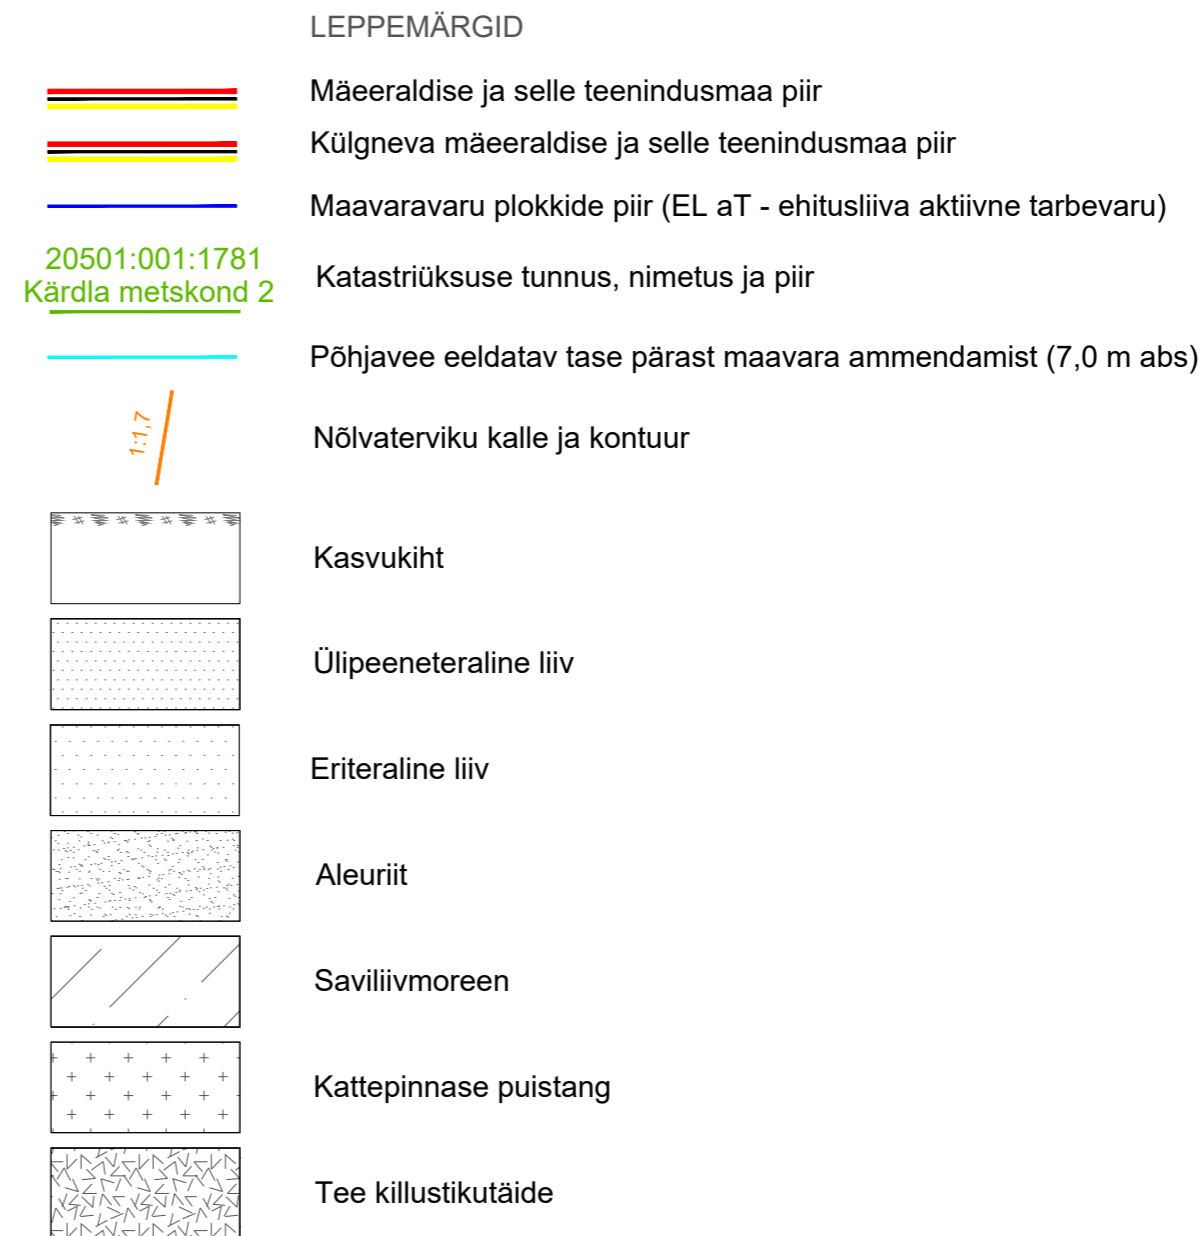 LEPPEMÄRGID
Mäeeraldise ja selle teenindusmaa piir
Külgneva mäeeraldise ja selle teenindusmaa piir
Maavaravaru plokkide piir (EL aT - ehitusliiva aktiivne tarbevaru)
20501:001:1781
Kärdla metskond 2
Katastriüksuse tunnus, nimetus ja piir
Põhjavee eeldatav tase pärast maavara ammendamist (7,0 m abs)
1:1,7
Nõlvaterviku kalle ja kontuur
Kasvukiht
Ülipeeneteraline liiv
Eriteraline liiv
Aleuriit
Saviliivmoreen
Kattepinnase puistang
Tee killustikutäide